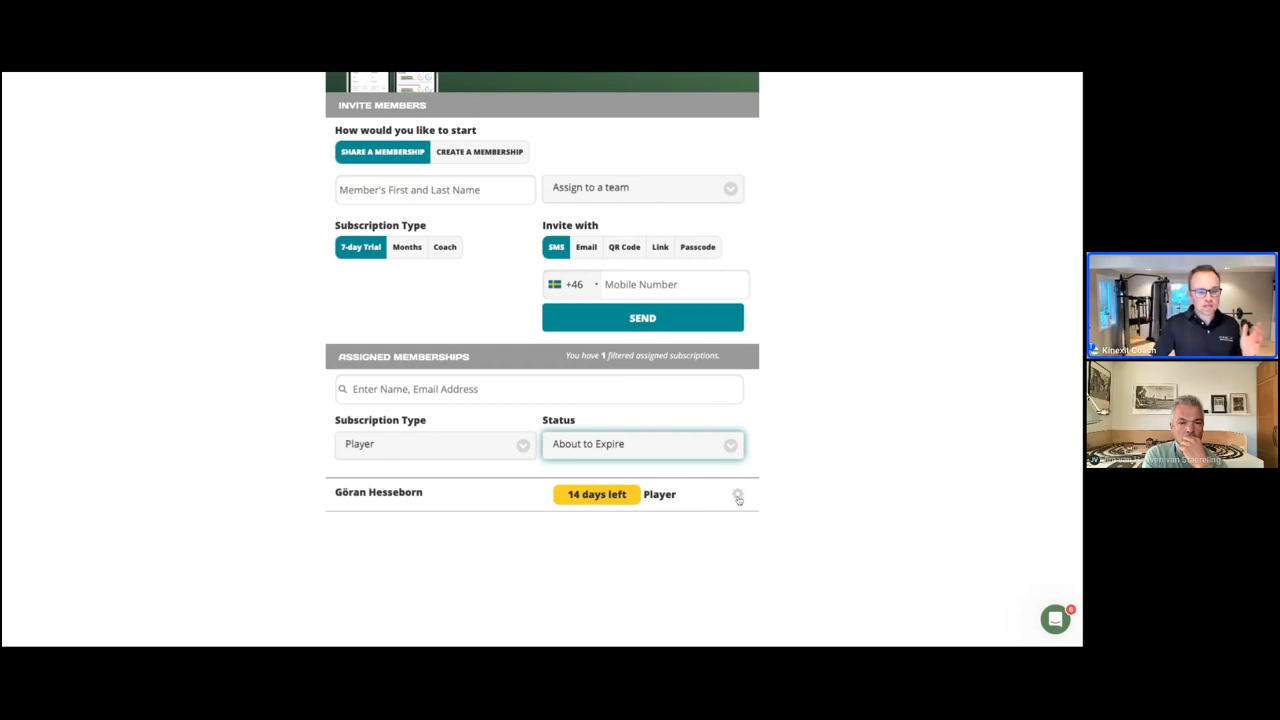 INVITE MEMBERS
How would you like to start
SHARE A MEMBERSHIP CREATE A MEMBERSHIP
Member's First and Last Name Assign to a team
Subscription Type Invite with
7-day Trial Months Coach SMS Email QR Code Link Passcode
+46 Mobile Number
SEND
ASSIGNED MEMBERSHIPS You have 1 filtered assigned subscriptions.
Enter Name, Email Address
Subscription Type Status
Player About to Expire
Göran Hesseborn 14 days left Player
6
Kinexit Coach
JV